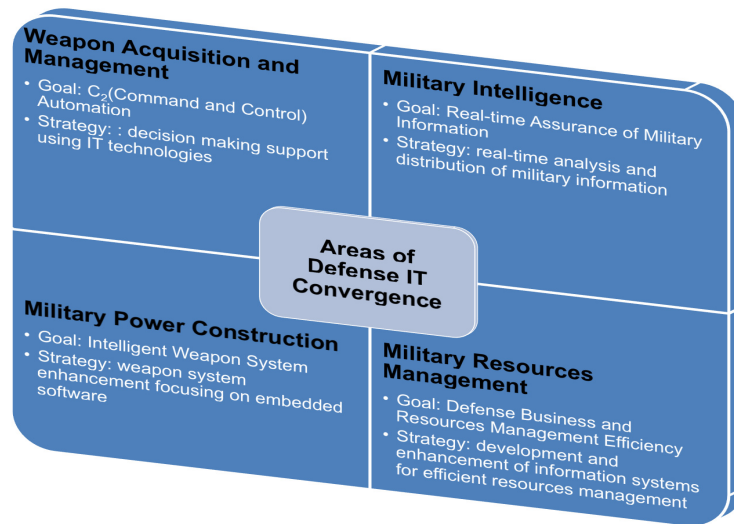 Weapon Acquisition and
Management
• Goal: C₂(Command and Control)
Automation
• Strategy: : decision making support
using IT technologies
Military Intelligence
• Goal: Real-time Assurance of Military
Information
• Strategy: real-time analysis and
distribution of military information
Areas of
Defense IT
Convergence
Military Power Construction
• Goal: Intelligent Weapon System
• Strategy: weapon system
enhancement focusing on embedded
software
Military Resources
Management
• Goal: Defense Business and
Resources Management Efficiency
• Strategy: development and
enhancement of information systems
for efficient resources management